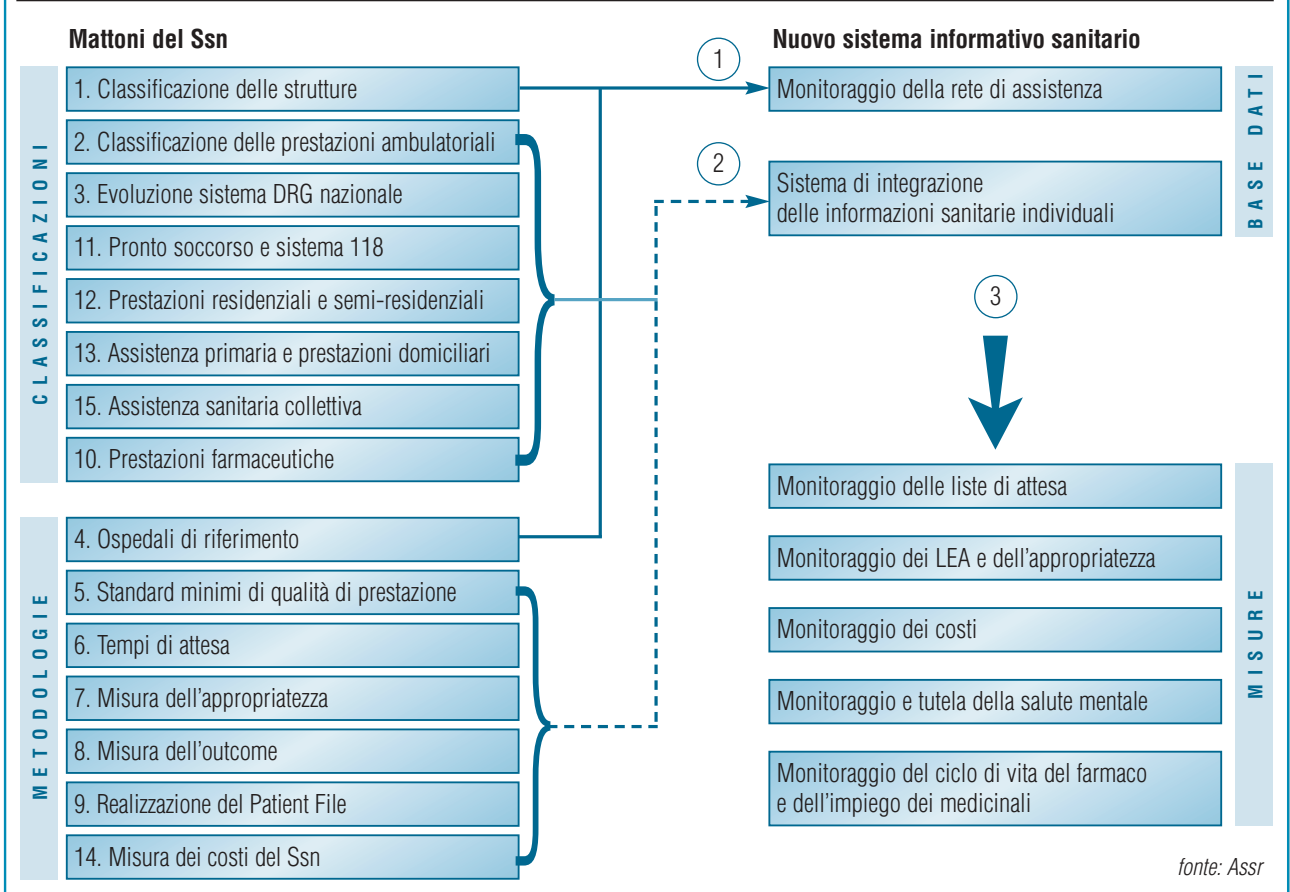 Mattoni del Ssn
CLASSIFICAZIONI
1. Classificazione delle strutture
2. Classificazione delle prestazioni ambulatoriali
3. Evoluzione sistema DRG nazionale
11. Pronto soccorso e sistema 118
12. Prestazioni residenziali e semi-residenziali
13. Assistenza primaria e prestazioni domiciliari
15. Assistenza sanitaria collettiva
10. Prestazioni farmaceutiche
METODOLOGIE
4. Ospedali di riferimento
5. Standard minimi di qualità di prestazione
6. Tempi di attesa
7. Misura dell'appropriatezza
8. Misura dell'outcome
9. Realizzazione del Patient File
14. Misura dei costi del Ssn
1
2
Nuovo sistema informativo sanitario
Monitoraggio della rete di assistenza
Sistema di integrazione
delle informazioni sanitarie individuali
BASE DATI
3
Monitoraggio delle liste di attesa
Monitoraggio dei LEA e dell'appropriatezza
Monitoraggio dei costi
Monitoraggio e tutela della salute mentale
Monitoraggio del ciclo di vita del farmaco
e dell'impiego dei medicinali
MISURE
fonte: Assr